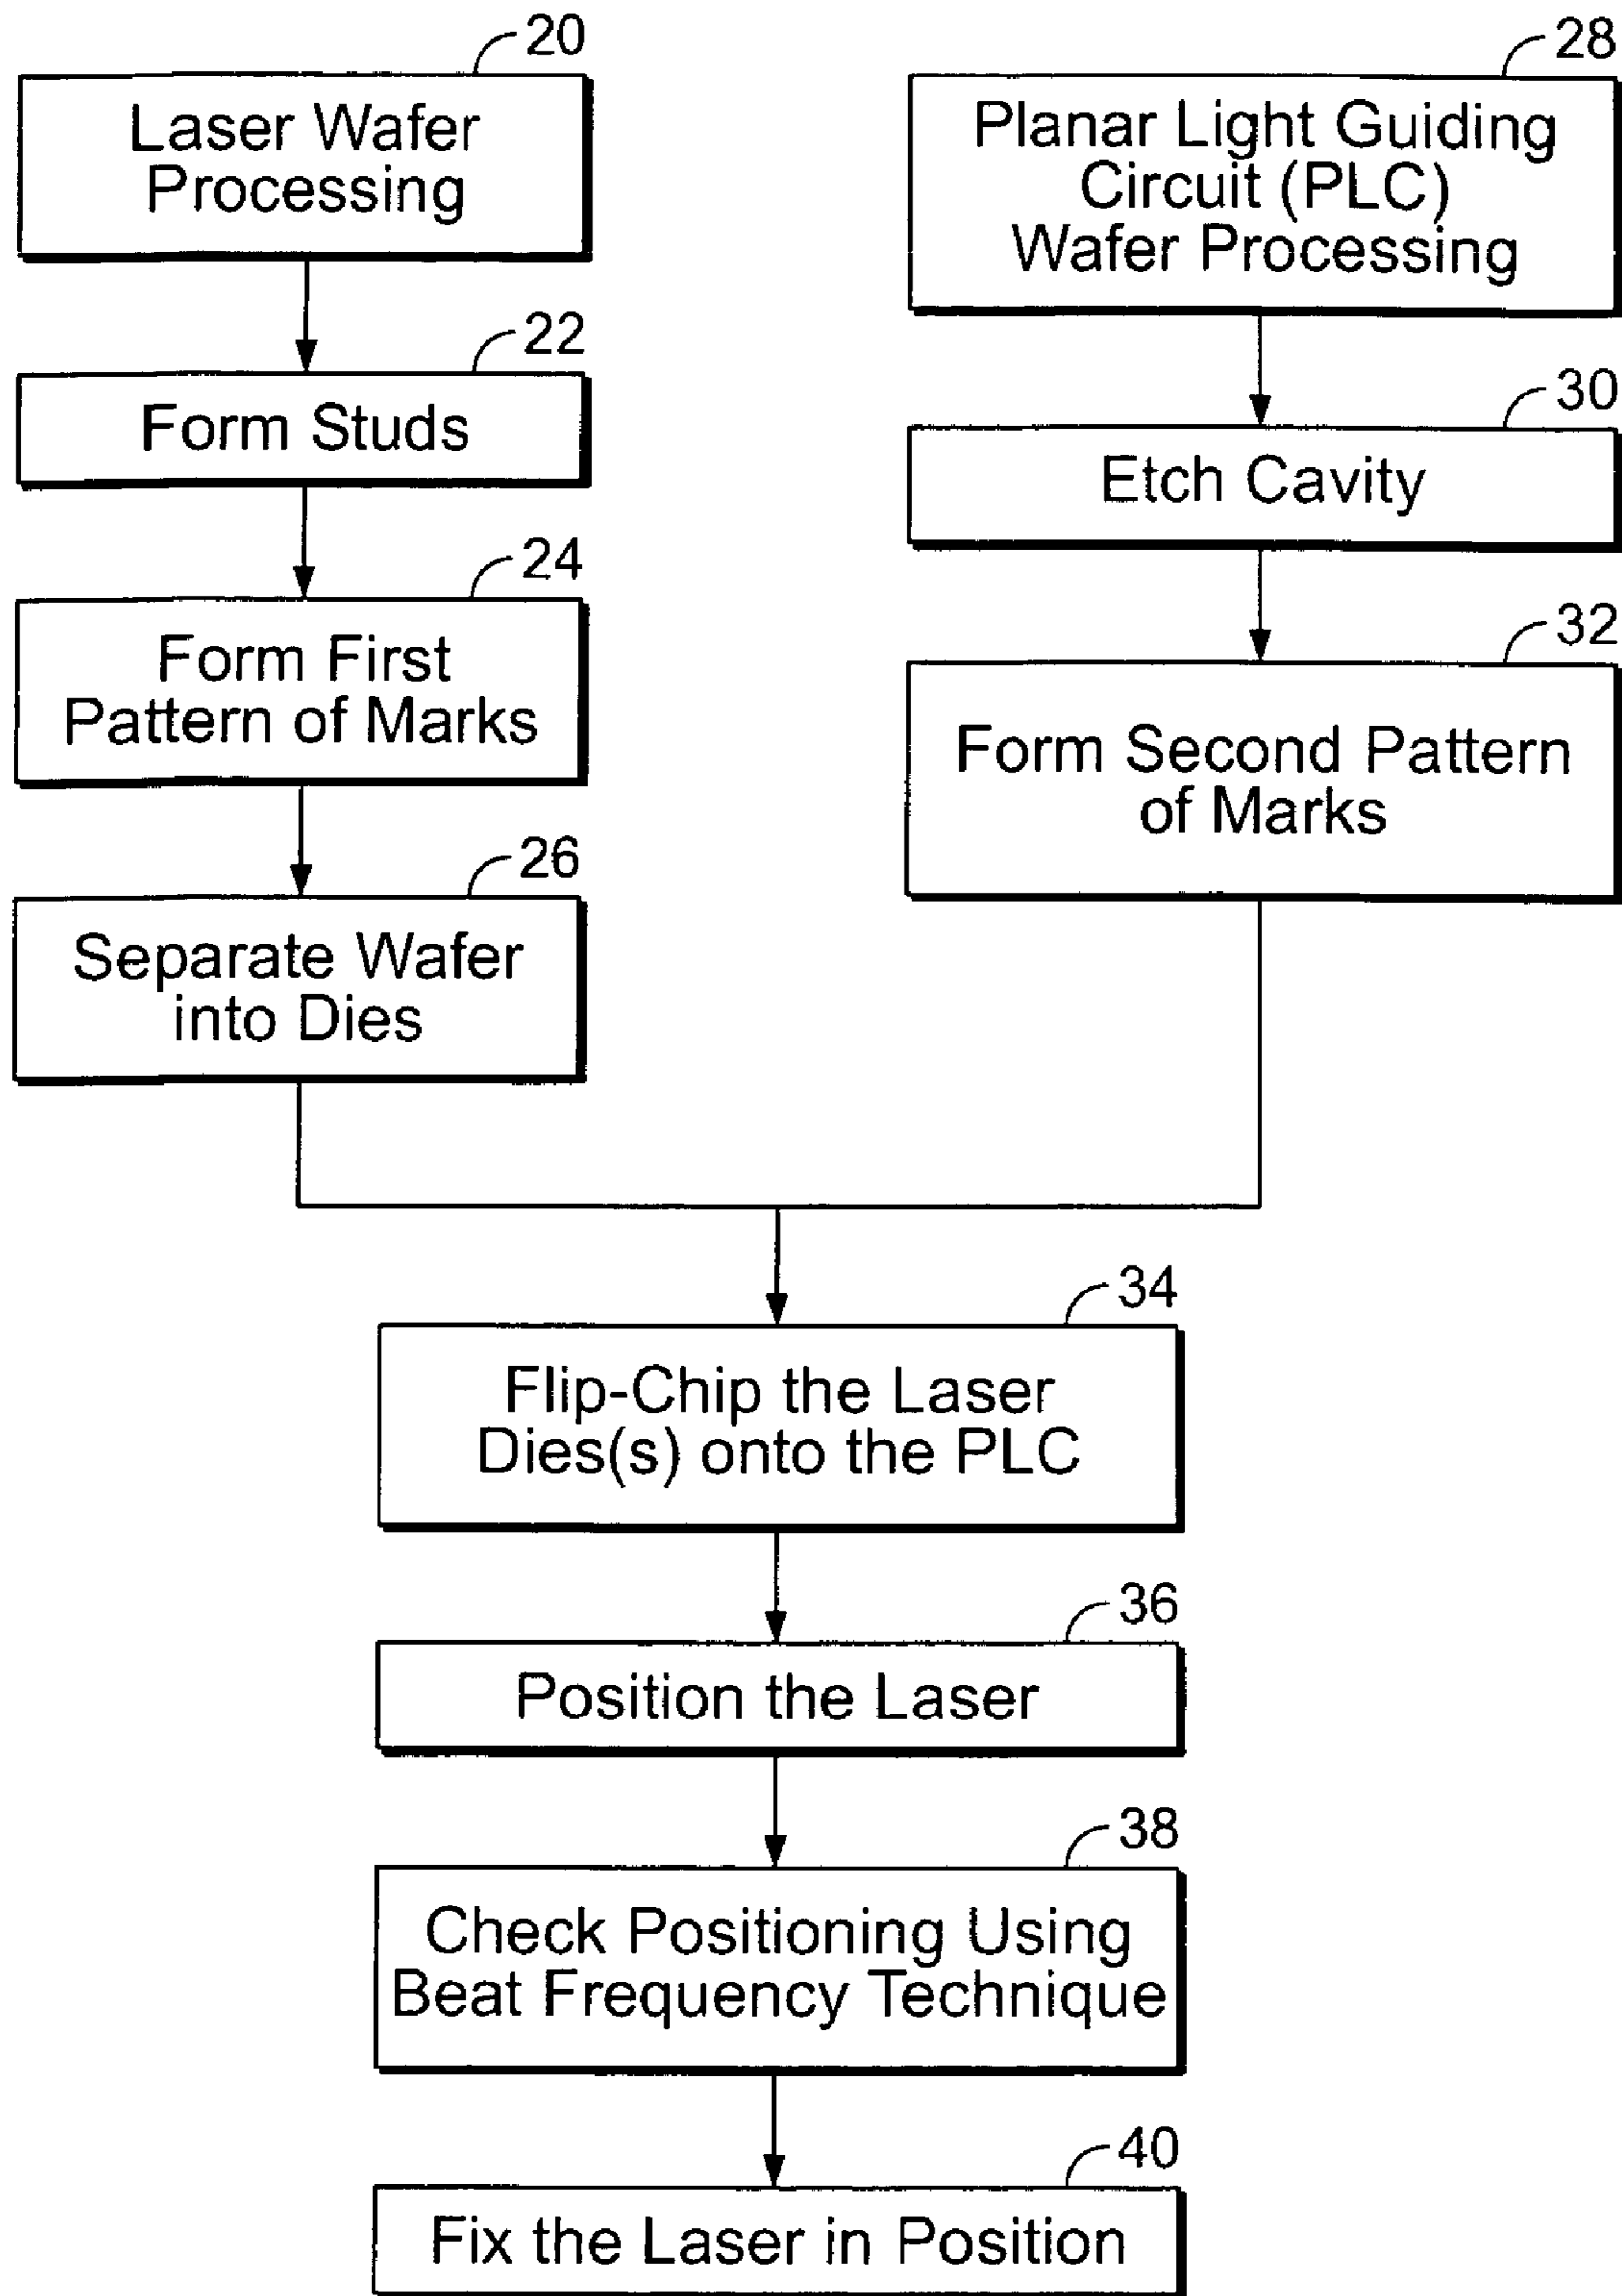 20
Laser Wafer
Processing
22
Form Studs
24
Form First
Pattern of Marks
26
Separate Wafer
into Dies
28
Planar Light Guiding
Circuit (PLC)
Wafer Processing
30
Etch Cavity
32
Form Second Pattern
of Marks
34
Flip-Chip the Laser
Dies(s) onto the PLC
36
Position the Laser
38
Check Positioning Using
Beat Frequency Technique
40
Fix the Laser in Position